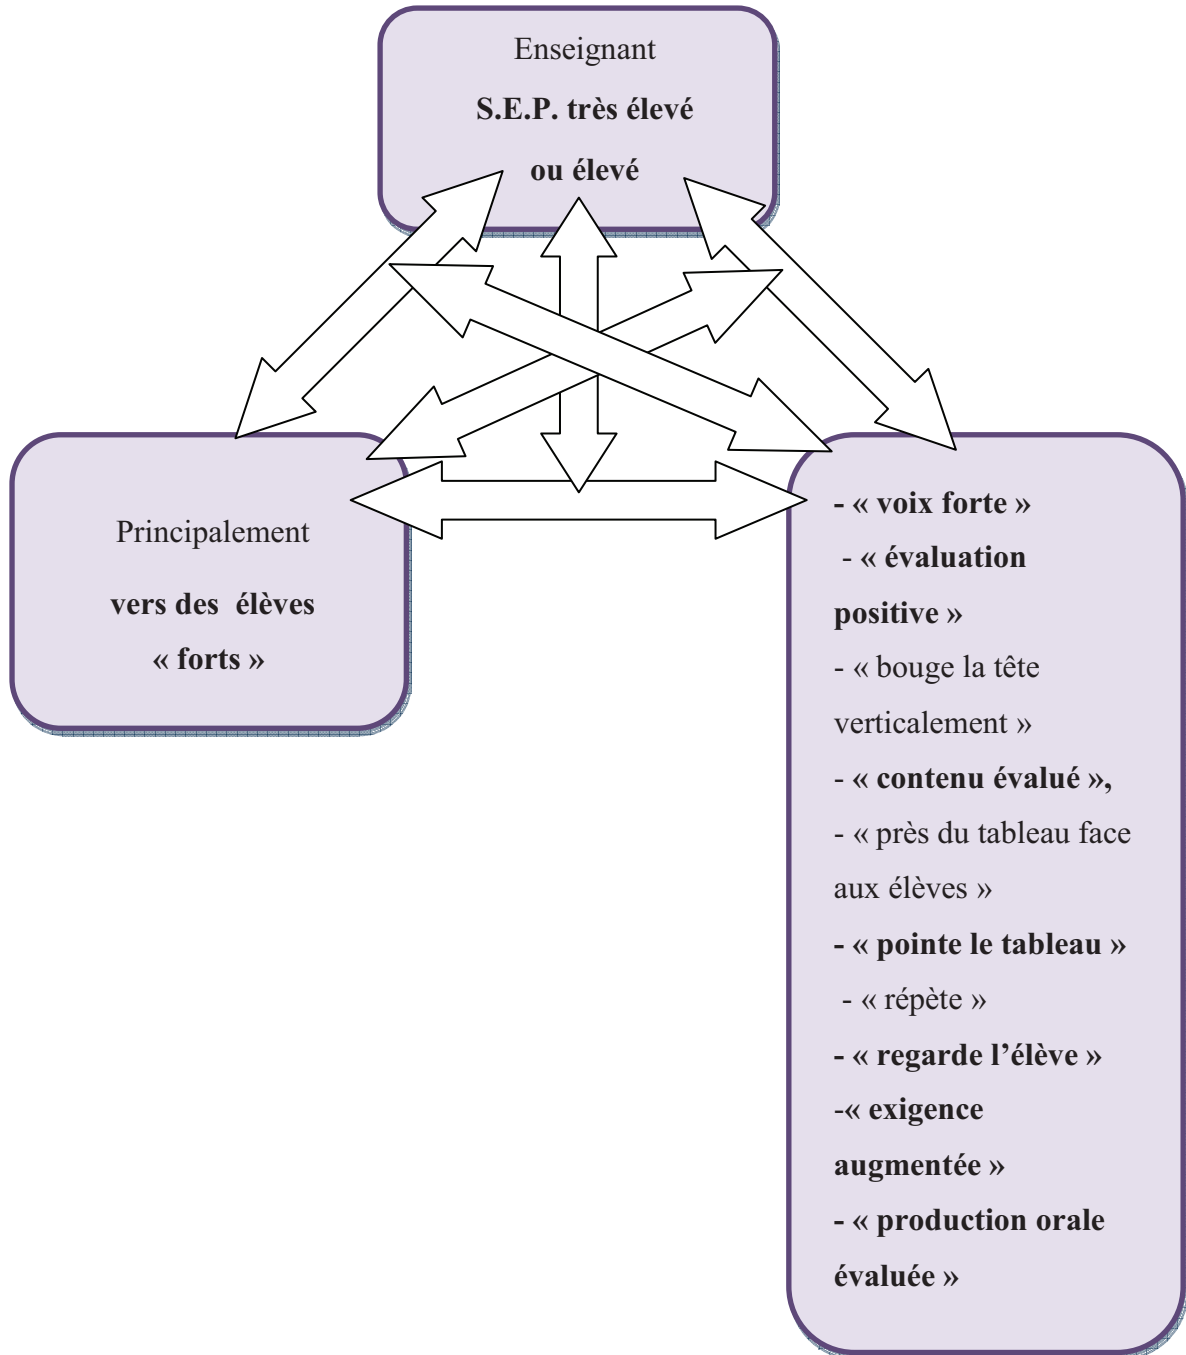 Enseignant
S.E.P. très élevé
ou élevé
Principalement
vers des  élèves
« forts »
- « voix forte »
- « évaluation
positive »
- « bouge la tête
verticalement »
- « contenu évalué »,
- « près du tableau face
aux élèves »
- « pointe le tableau »
- « répète »
- « regarde l’élève »
-« exigence
augmentée »
- « production orale
évaluée »